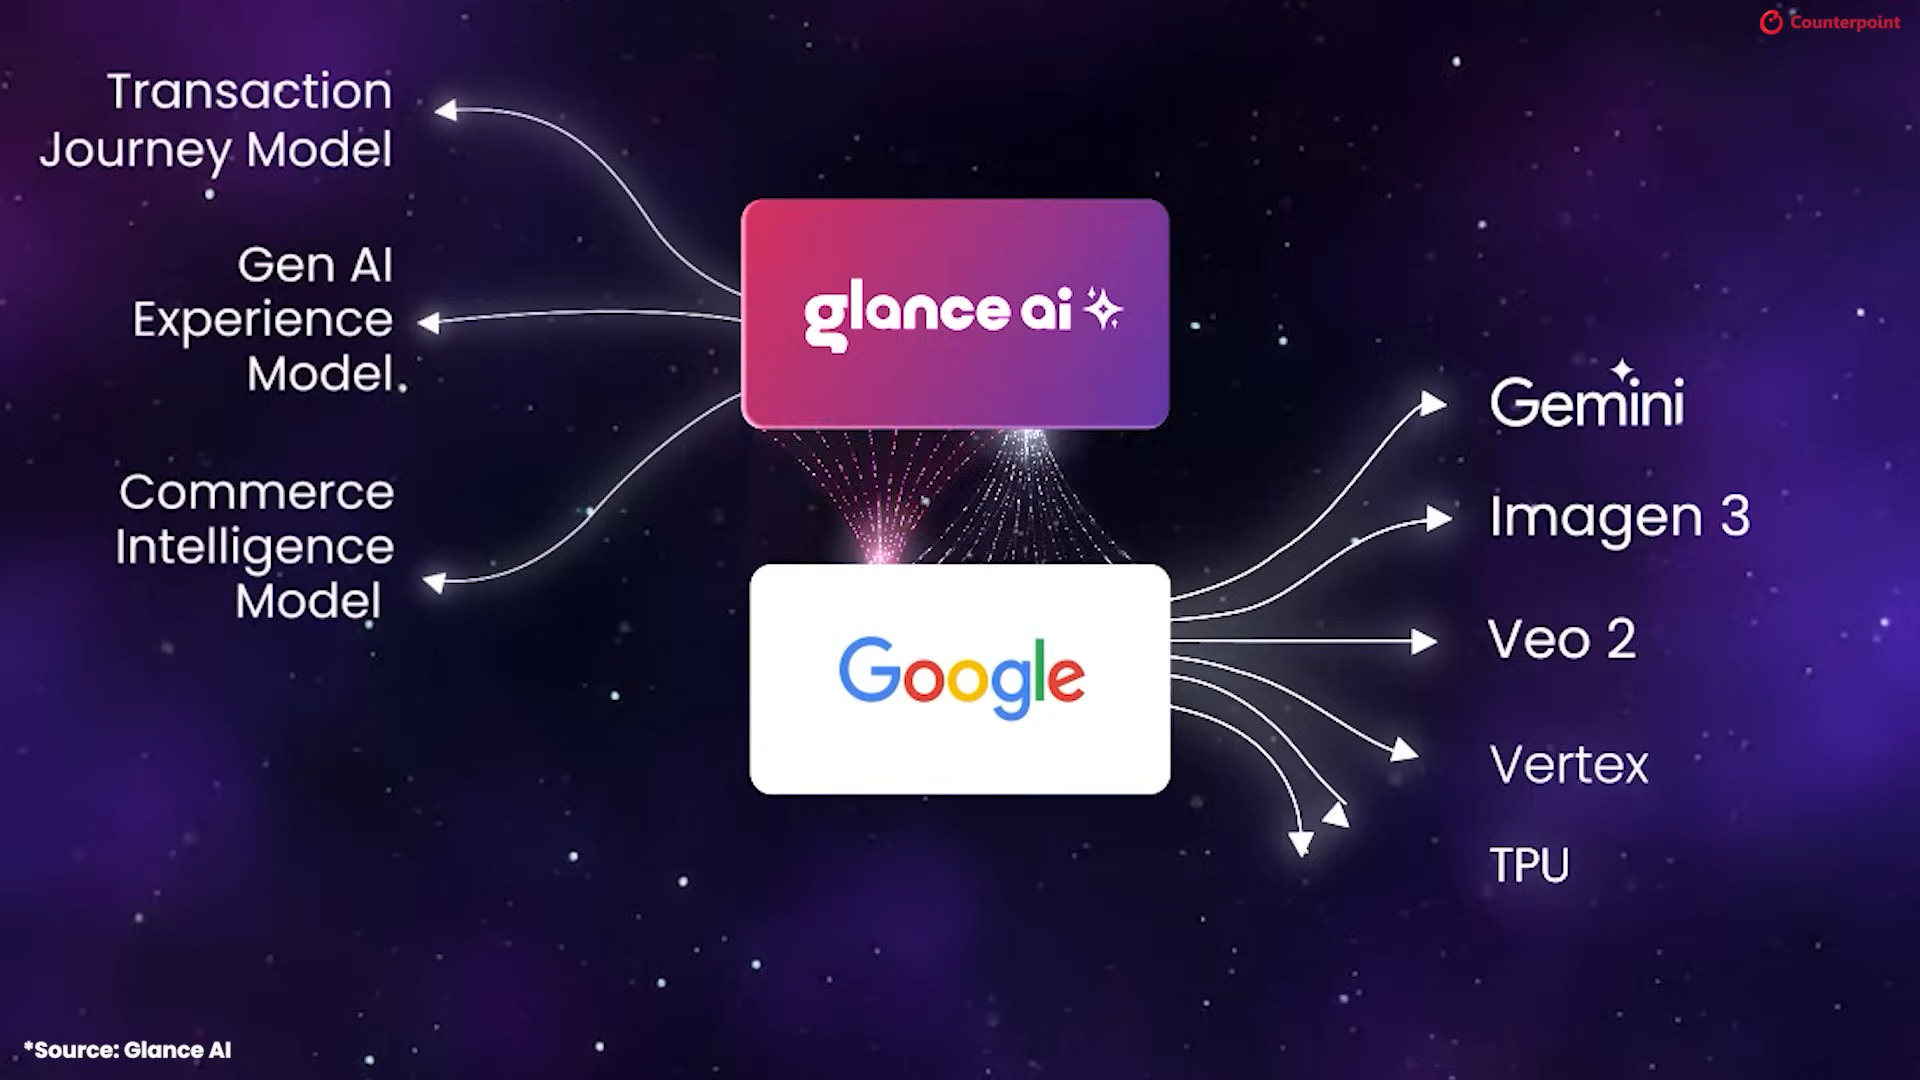 Counterpoint
Transaction
Journey Model
Gen AI
Experience
Model
Commerce
Intelligence
Model
glance ai
Google
Gemini
Imagen 3
Veo 2
Vertex
TPU
*Source: Glance AI